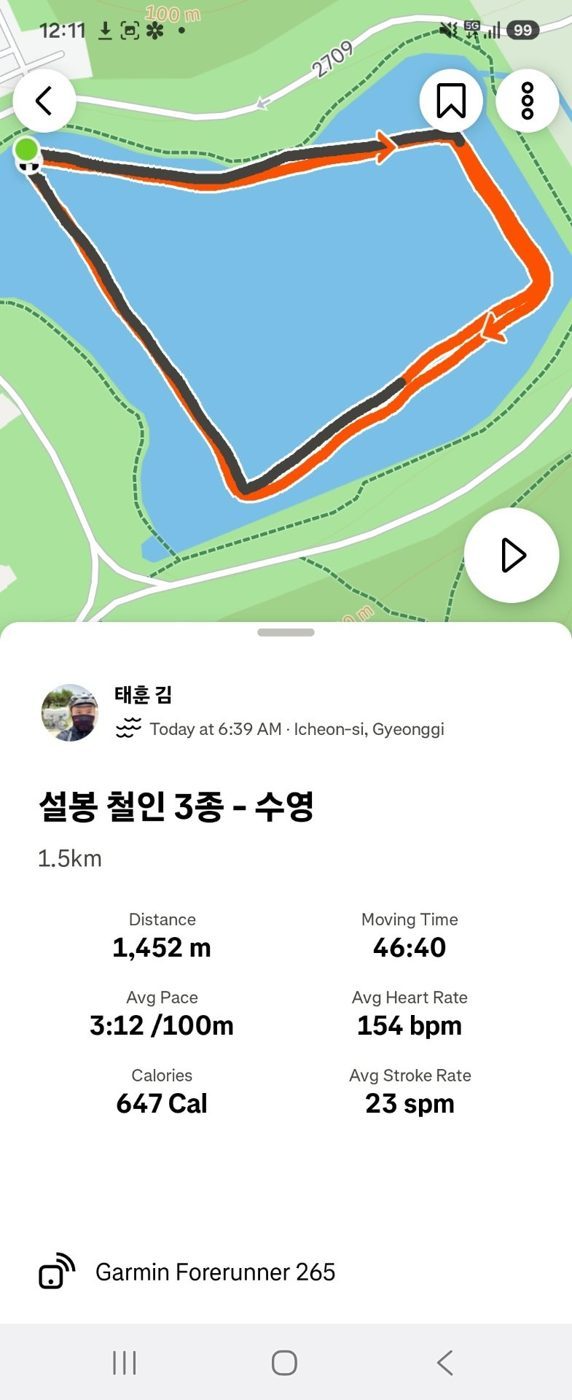 100 m
12:11
5G
99
2709
태훈 김
Today at 6:39 AM · Icheon-si, Gyeonggi
설봉 철인 3종 - 수영
1.5km
Distance
Moving Time
1,452 m
46:40
Avg Pace
Avg Heart Rate
3:12 /100m
154 bpm
Calories
Avg Stroke Rate
647 Cal
23 spm
Garmin Forerunner 265